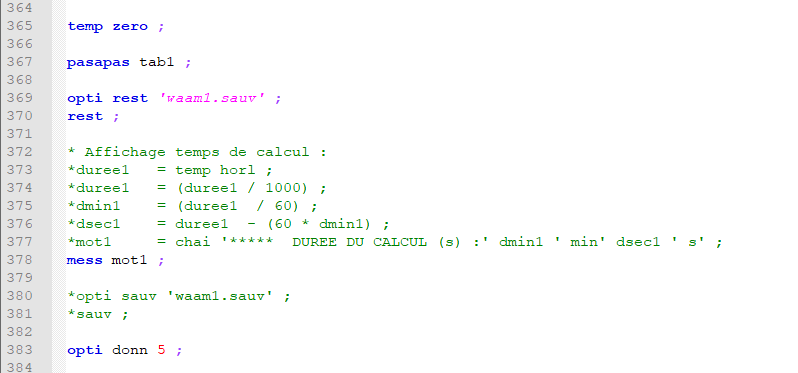 364
365 temp zero ;
366
367 pasapas tab1 ;
368
369 opti rest 'waam1.sauv' ;
370 rest ;
371
372 * Affichage temps de calcul :
373 *duree1   = temp horl ;
374 *duree1   = (duree1 / 1000) ;
375 *dmin1    = (duree1  / 60) ;
376 *dsec1    = duree1  - (60 * dmin1) ;
377 *mot1     = chai '*****  DUREE DU CALCUL (s) :' dmin1 ' min' dsec1 ' s' ;
378 mess mot1 ;
379
380 *opti sauv 'waam1.sauv' ;
381 *sauv ;
382
383 opti donn 5 ;
384